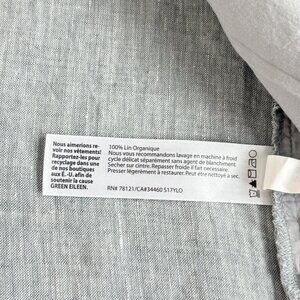 Nous aimerions re-
voir nos vêtements!
Rapportez-les pour
recyclage dans une
de nos boutiques
aux É.-U. afin de
soutenir la cause
GREEN EILEEN.
100% Lin Organique
Nous vous recommandons lavage en machine à froid
cycle délicat séparément sans agent de blanchiment.
Sécher sur cintre. Repasser froide if necessaire.
Presser légèrement à restaurer. Peut être nettoyé à sec.
RN# 78121/CA#34460 S17YLO